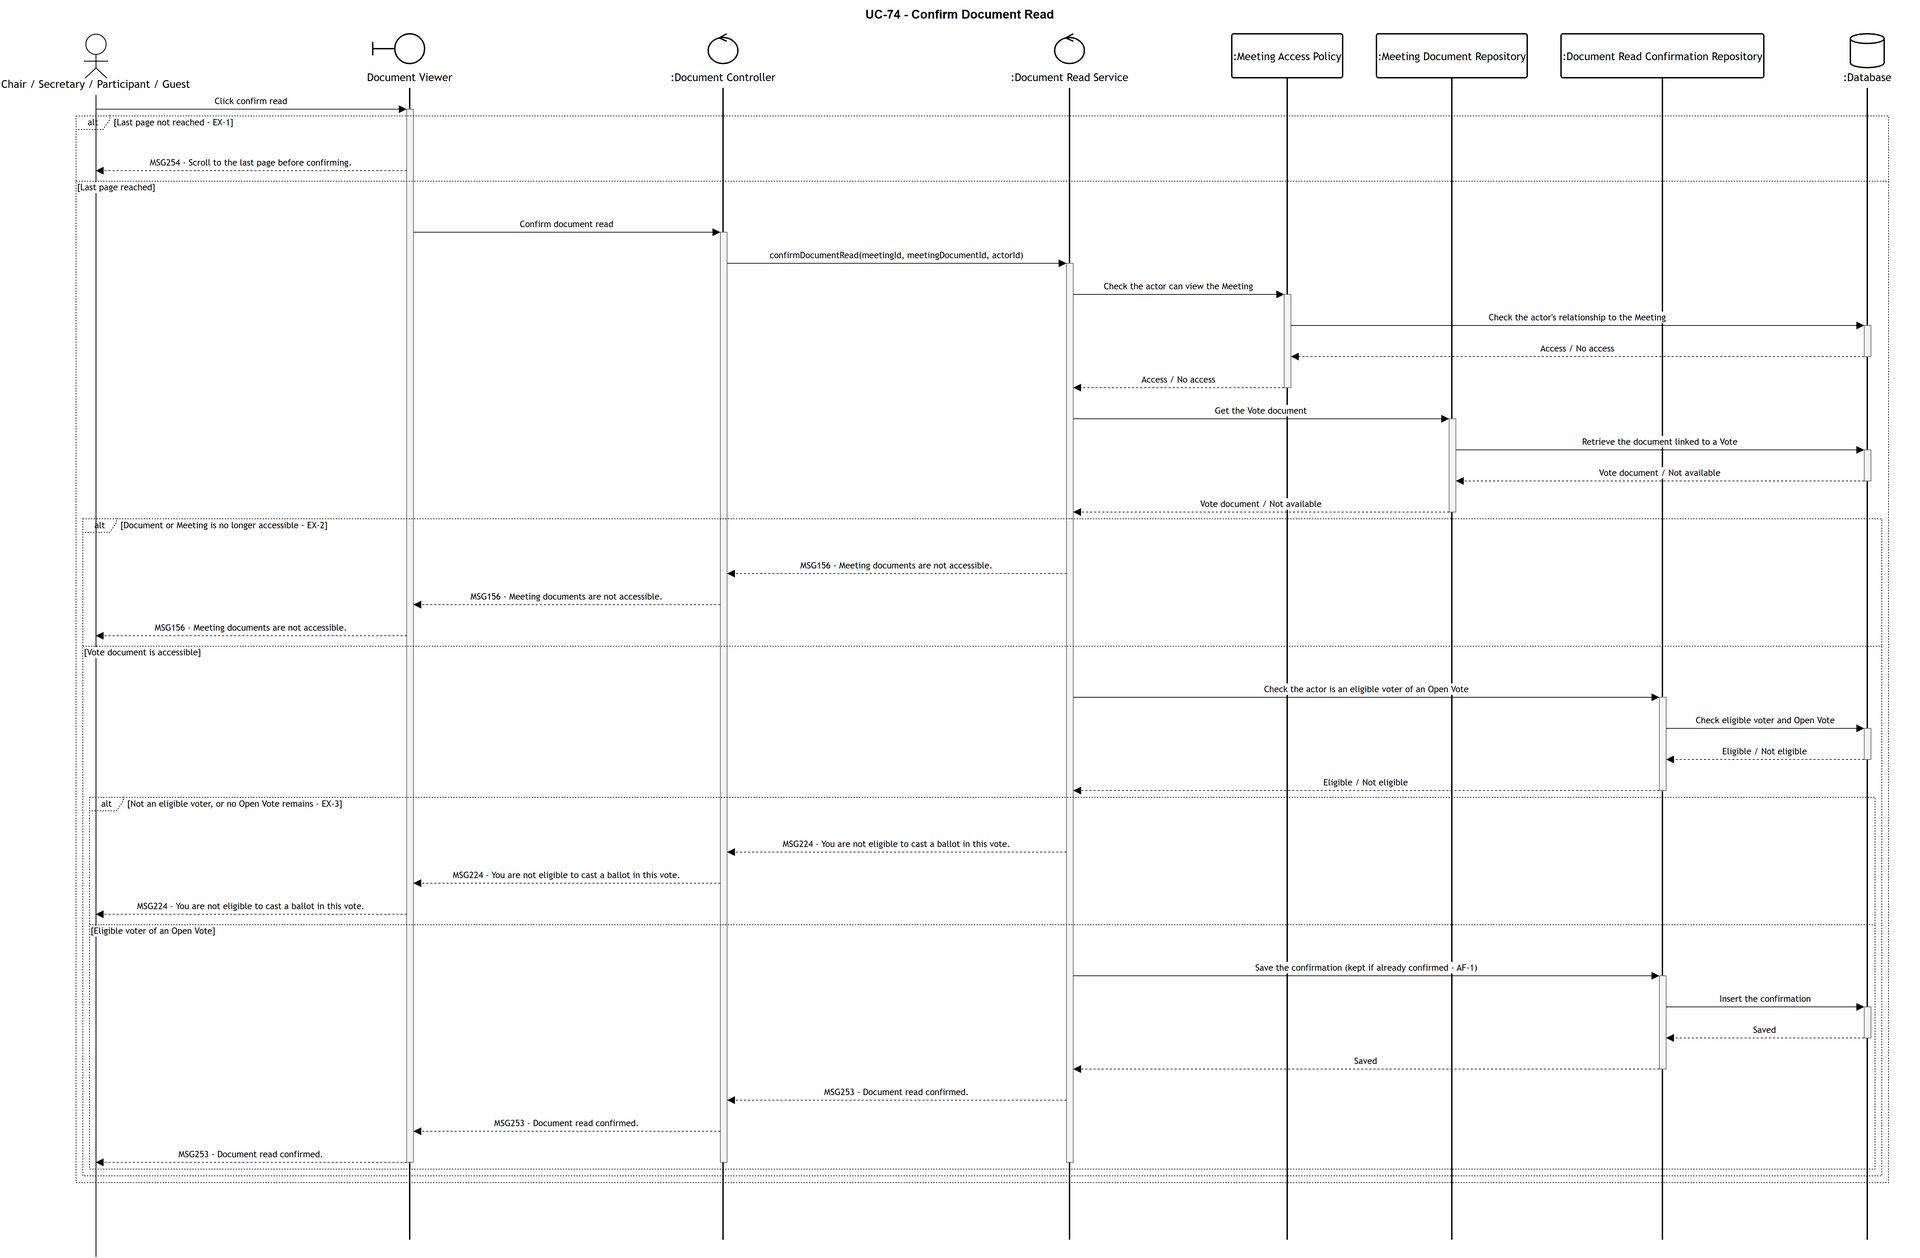 UC-74 - Confirm Document Read
Chair / Secretary / Participant / Guest
Document Viewer
:Document Controller
:Document Read Service
:Meeting Access Policy
:Meeting Document Repository
:Document Read Confirmation Repository
:Database
Click confirm read
alt [Last page not reached - EX-1]
MSG254 - Scroll to the last page before confirming.
[Last page reached]
Confirm document read
confirmDocumentRead(meetingId, meetingDocumentId, actorId)
Check the actor can view the Meeting
Check the actor's relationship to the Meeting
Access / No access
Access / No access
Get the Vote document
Retrieve the document linked to a Vote
Vote document / Not available
Vote document / Not available
alt [Document or Meeting is no longer accessible - EX-2]
MSG156 - Meeting documents are not accessible.
MSG156 - Meeting documents are not accessible.
MSG156 - Meeting documents are not accessible.
[Vote document is accessible]
Check the actor is an eligible voter of an Open Vote
Check eligible voter and Open Vote
Eligible / Not eligible
Eligible / Not eligible
alt [Not an eligible voter, or no Open Vote remains - EX-3]
MSG224 - You are not eligible to cast a ballot in this vote.
MSG224 - You are not eligible to cast a ballot in this vote.
MSG224 - You are not eligible to cast a ballot in this vote.
[Eligible voter of an Open Vote]
Save the confirmation (kept if already confirmed - AF-1)
Insert the confirmation
Saved
Saved
MSG253 - Document read confirmed.
MSG253 - Document read confirmed.
MSG253 - Document read confirmed.